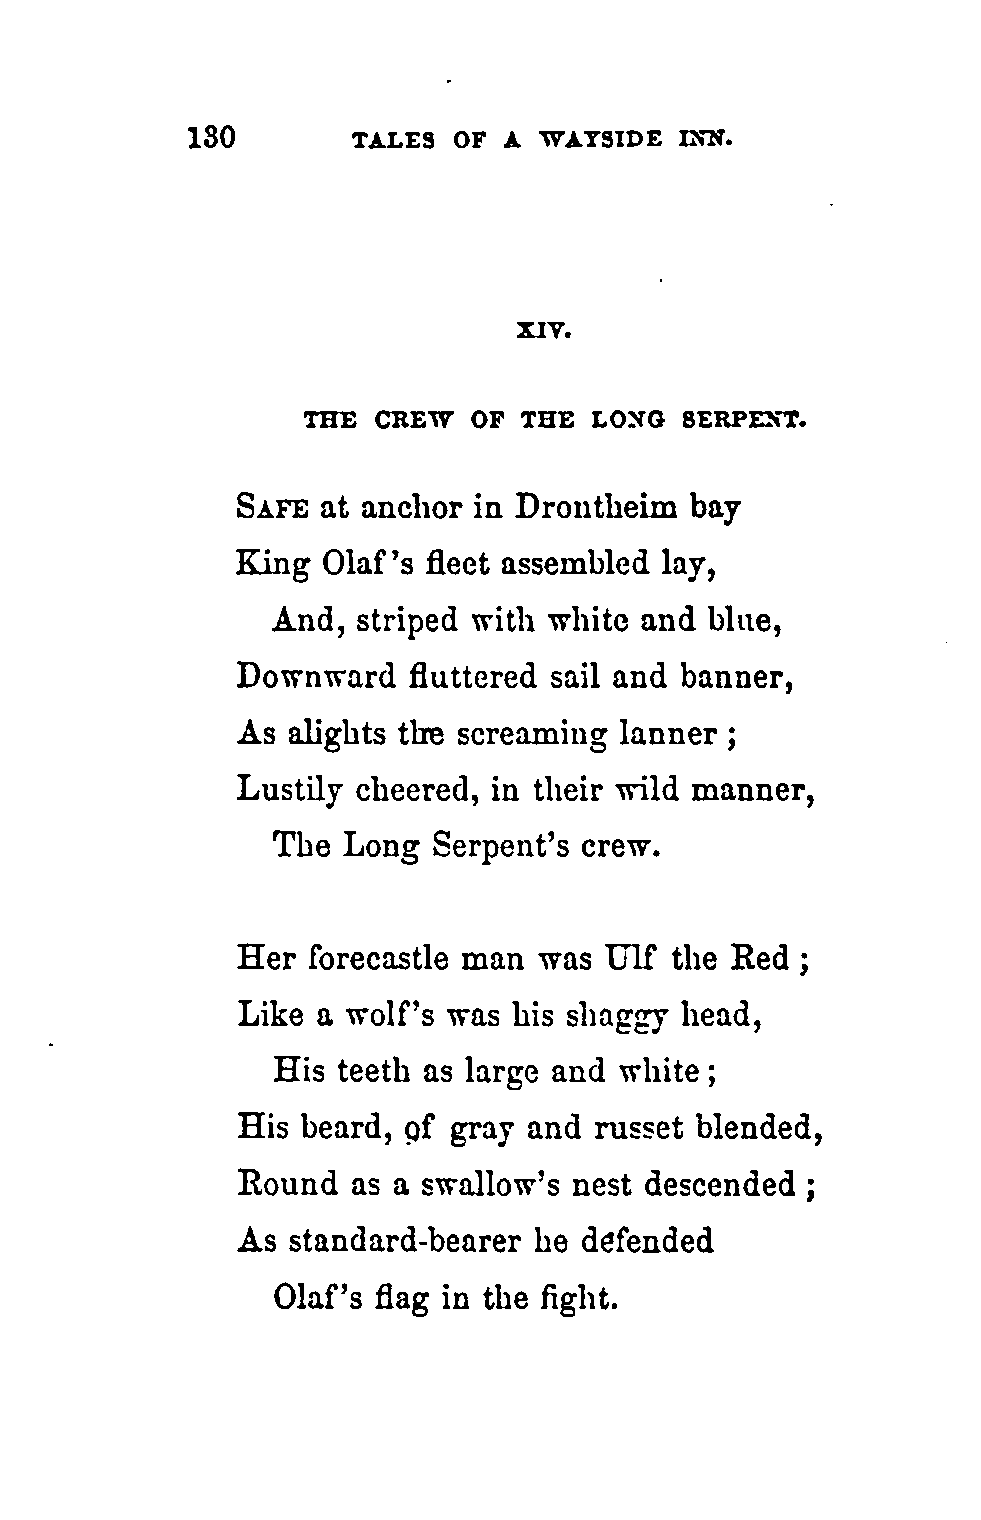 130 TALES OF A WAYSIDE INN.
XIV.
THE CREW OF THE LONG SERPENT.
SAFE at anchor in Drontheim bay
King Olaf's fleet assembled lay,
And, striped with white and blue,
Downward fluttered sail and banner,
As alights the screaming lanner ;
Lustily cheered, in their wild manner,
The Long Serpent's crew.
Her forecastle man was Ulf the Red ;
Like a wolf's was his shaggy head,
His teeth as large and white ;
His beard, of gray and russet blended,
Round as a swallow's nest descended ;
As standard-bearer he defended
Olaf's flag in the fight.